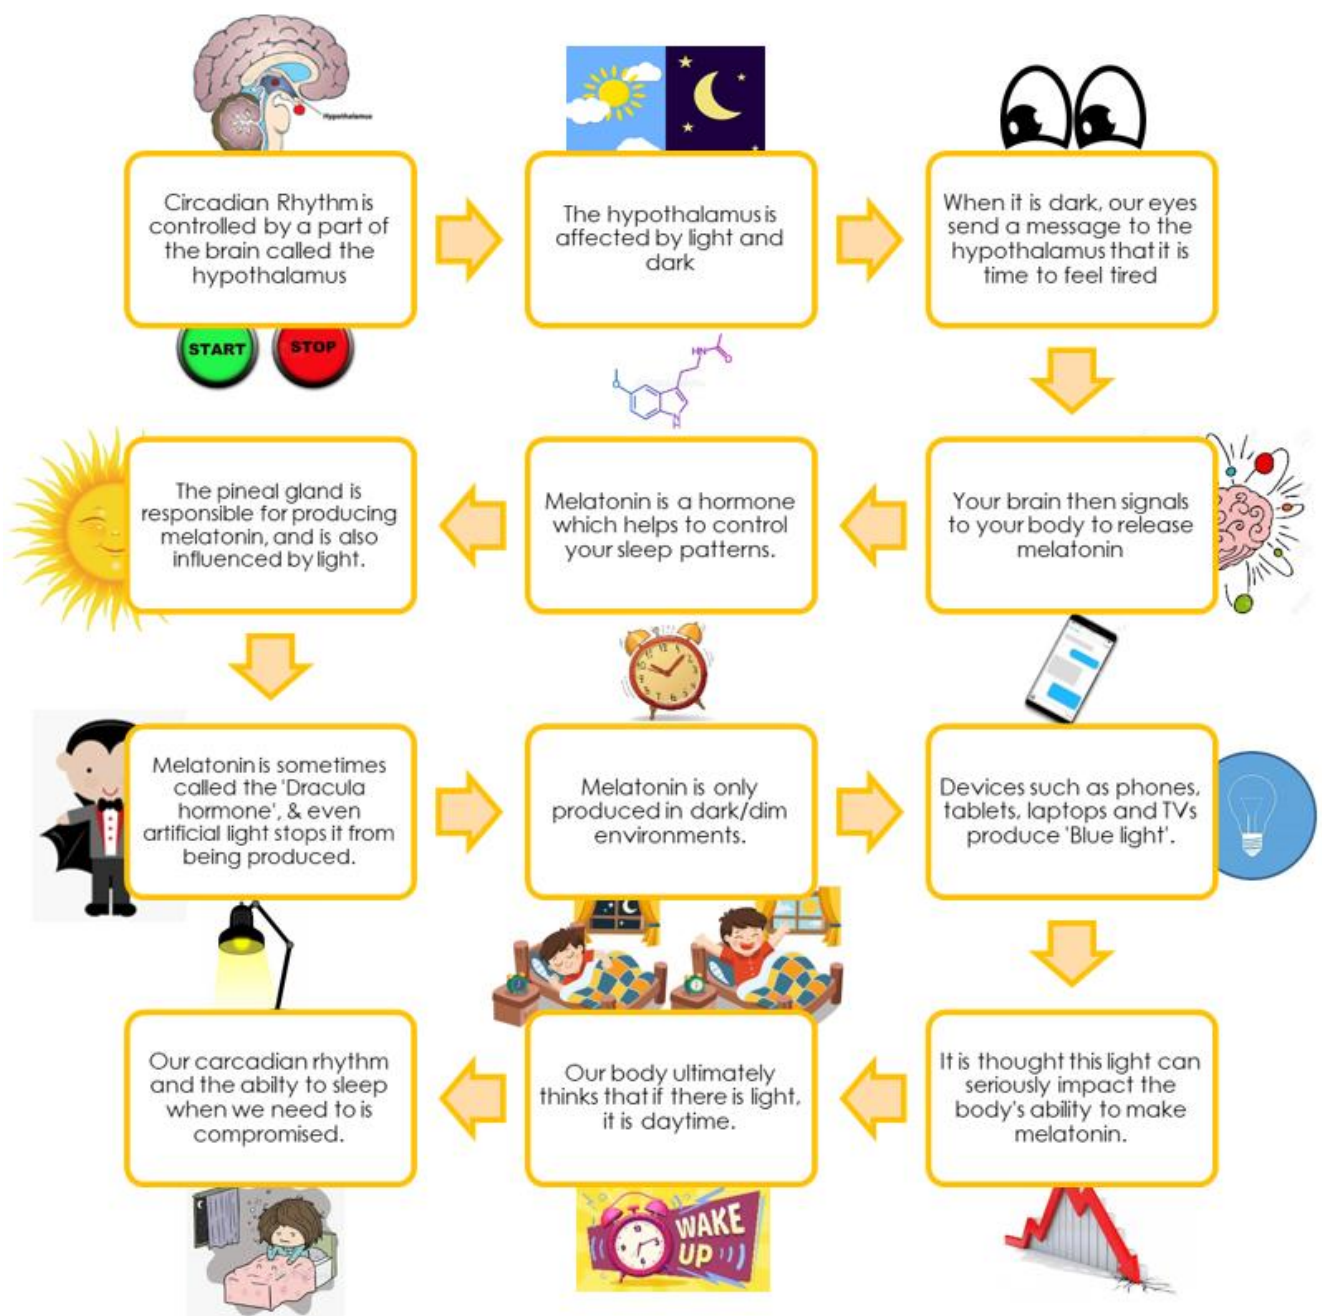 Hypothalamus
Circadian Rhythm is
controlled by a part of
the brain called the
hypothalamus
The hypothalamus is
affected by light and
dark
When it is dark, our eyes
send a message to the
hypothalamus that it is
time to feel tired
START
STOP
HN
O
O
N
H
Your brain then signals
to your body to release
melatonin
Melatonin is a hormone
which helps to control
your sleep patterns.
The pineal gland is
responsible for producing
melatonin, and is also
influenced by light.
Melatonin is sometimes
called the 'Dracula
hormone', & even
artificial light stops it from
being produced.
Melatonin is only
produced in dark/dim
environments.
Devices such as phones,
tablets, laptops and TVs
produce 'Blue light'.
It is thought this light can
seriously impact the
body's ability to make
melatonin.
Our body ultimately
thinks that if there is light,
it is daytime.
Our carcadian rhythm
and the abilty to sleep
when we need to is
compromised.
WAKE
UP